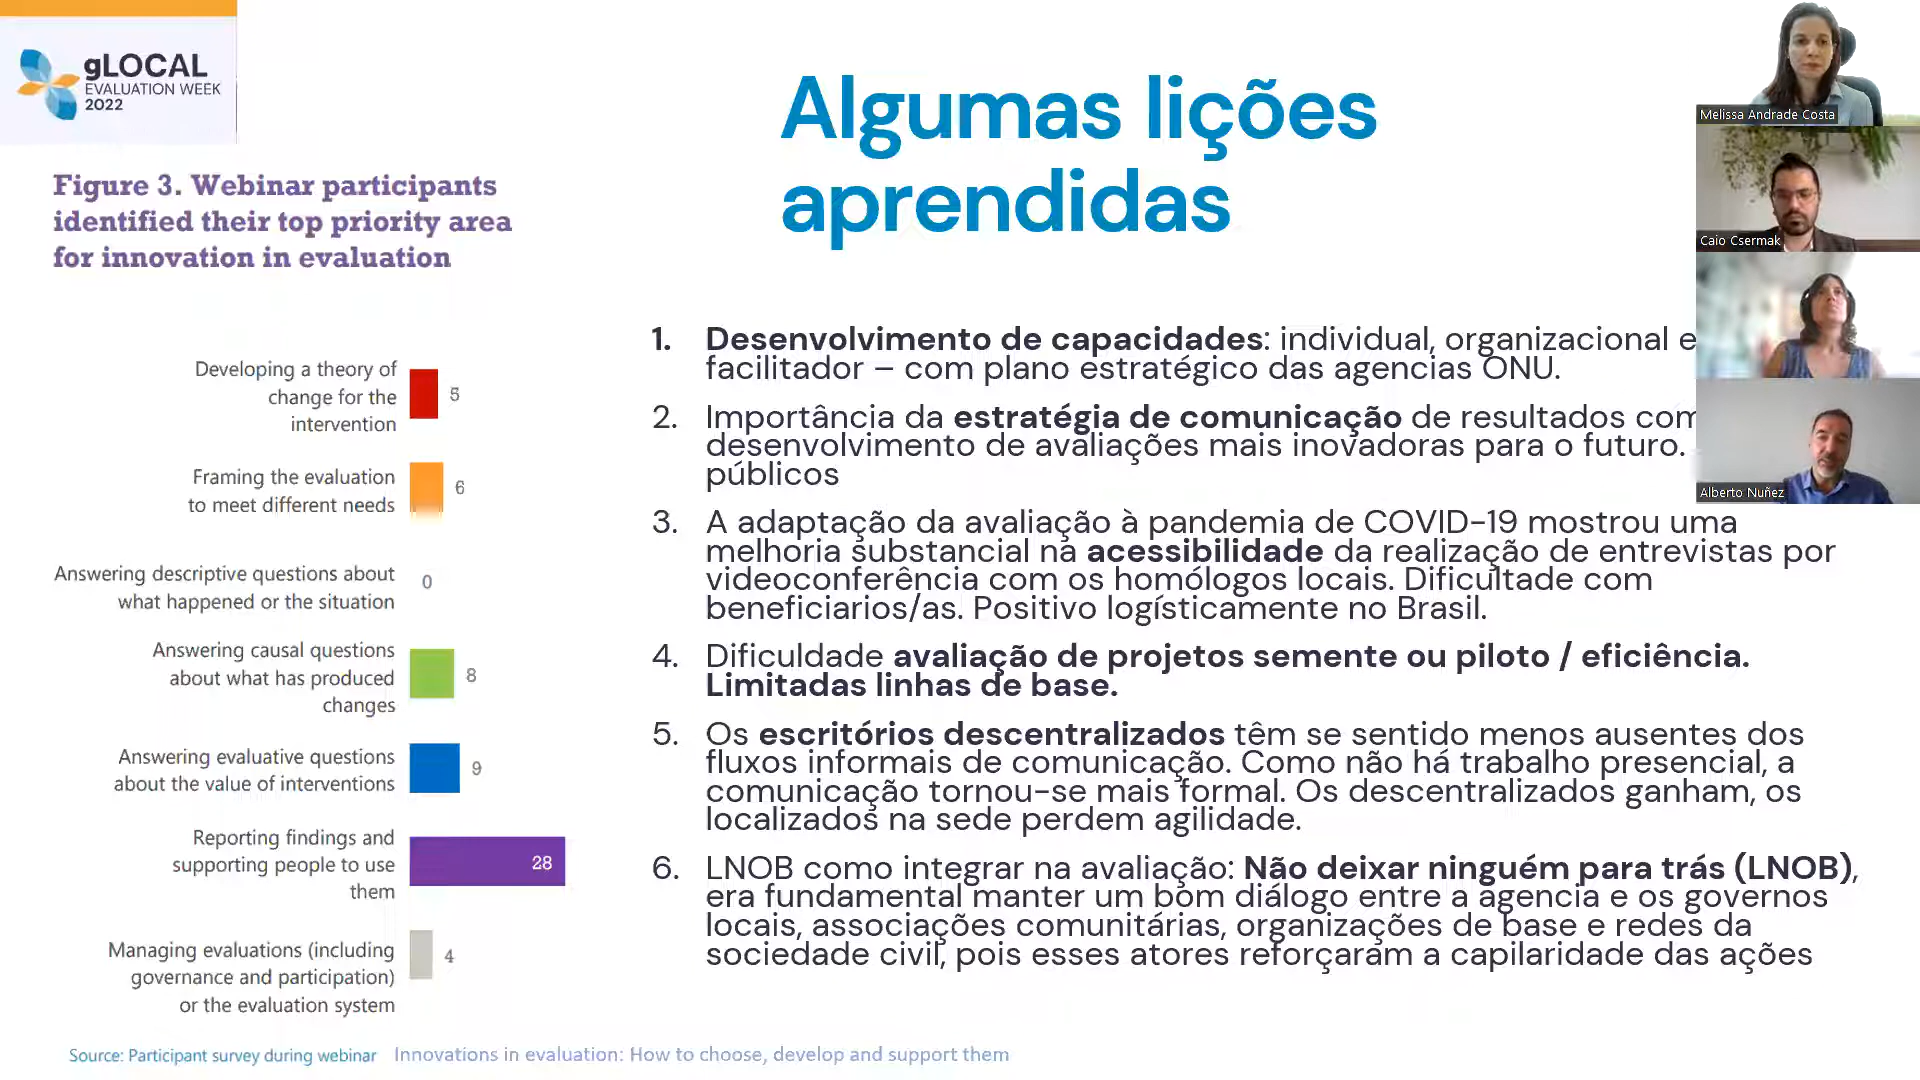 gLOCAL
EVALUATION WEEK
2022
Algumas lições
aprendidas
Figure 3. Webinar participants
identified their top priority area
for innovation in evaluation
Developing a theory of
change for the
intervention
5
Framing the evaluation
to meet different needs
6
Answering descriptive questions about
what happened or the situation
0
Answering causal questions
about what has produced
changes
8
Answering evaluative questions
about the value of interventions
9
Reporting findings and
supporting people to use
them
28
Managing evaluations (including
governance and participation)
or the evaluation system
4
Source: Participant survey during webinar
Innovations in evaluation: How to choose, develop and support them
1. Desenvolvimento de capacidades: individual, organizacional e
facilitador – com plano estratégico das agencias ONU.
2. Importância da estratégia de comunicação de resultados com
desenvolvimento de avaliações mais inovadoras para o futuro.
públicos
3. A adaptação da avaliação à pandemia de COVID-19 mostrou uma
melhoria substancial na acessibilidade da realização de entrevistas por
videoconferência com os homólogos locais. Dificultade com
beneficiarios/as. Positivo logísticamente no Brasil.
4. Dificuldade avaliação de projetos semente ou piloto / eficiência.
Limitadas linhas de base.
5. Os escritórios descentralizados têm se sentido menos ausentes dos
fluxos informais de comunicação. Como não há trabalho presencial, a
comunicação tornou-se mais formal. Os descentralizados ganham, os
localizados na sede perdem agilidade.
6. LNOB como integrar na avaliação: Não deixar ninguém para trás (LNOB),
era fundamental manter um bom diálogo entre a agencia e os governos
locais, associações comunitárias, organizações de base e redes da
sociedade civil, pois esses atores reforçaram a capilaridade das ações
Melissa Andrade Costa
Caio Csermak
Alberto Nuñez